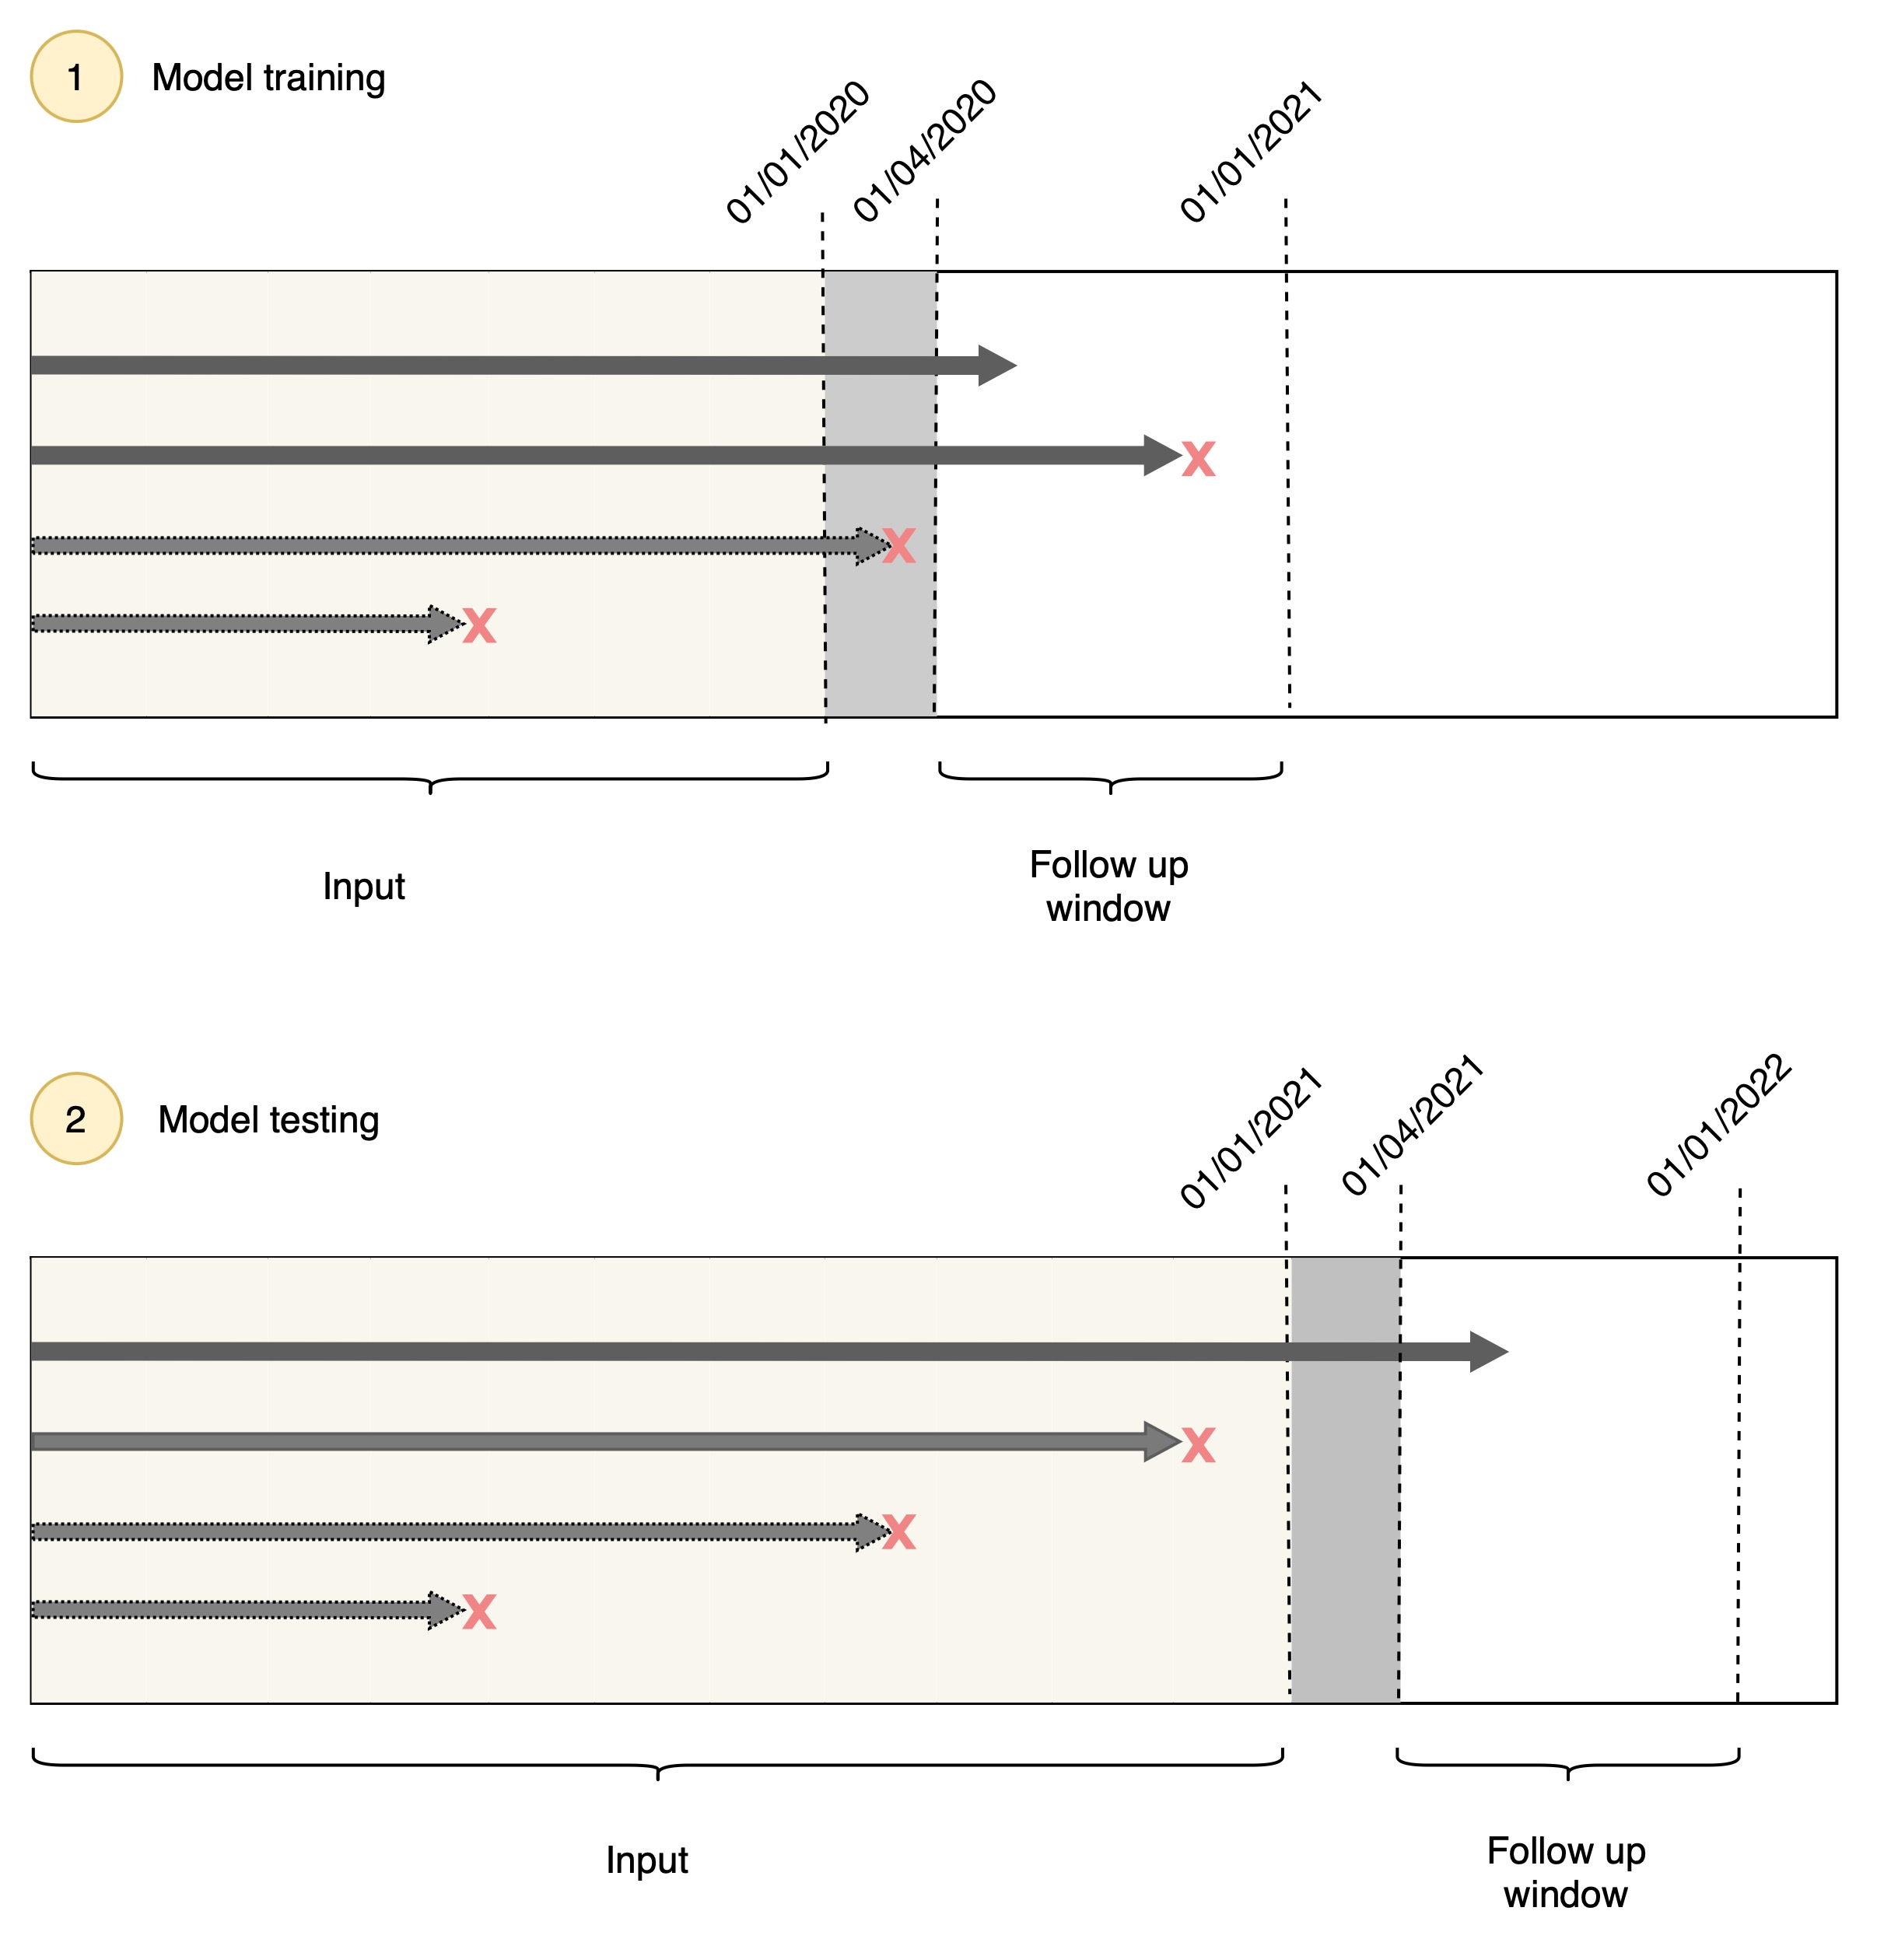 1
Model training
01/01/2020
01/04/2020
01/01/2021
X
X
X
Input
Follow up
window
2
Model testing
01/01/2021
01/04/2021
01/01/2022
X
X
X
Input
Follow up
window